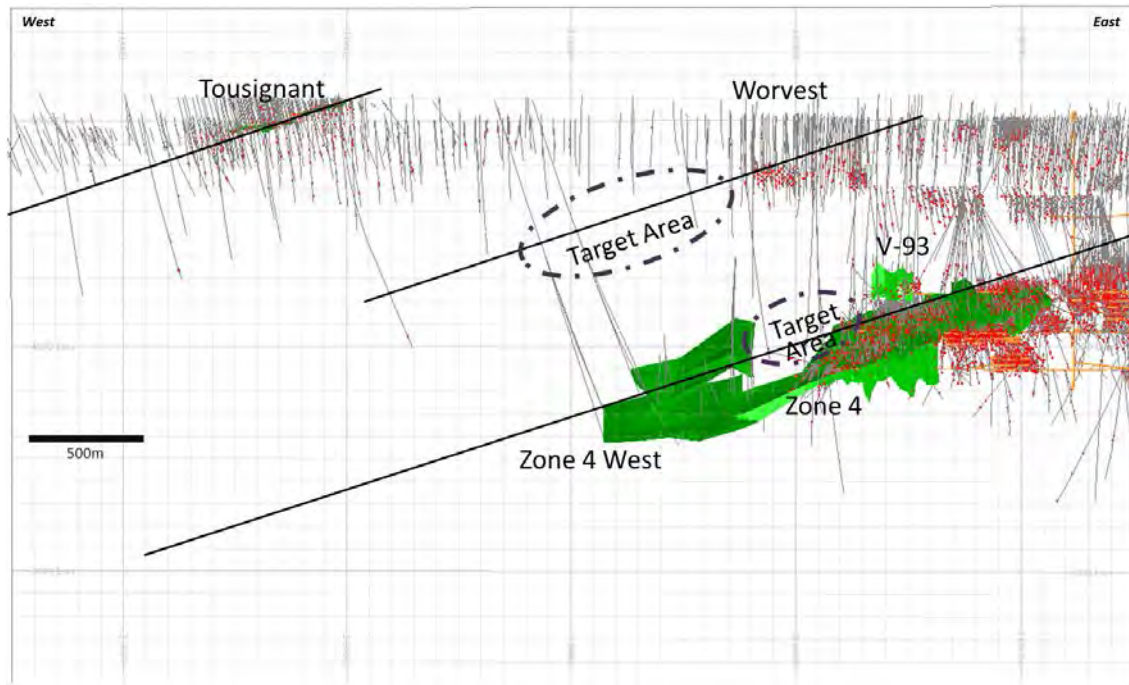 West
East
Tousignant
Worvest
Target Area
V-93
Target
Area
Zone 4
Zone 4 West
500m